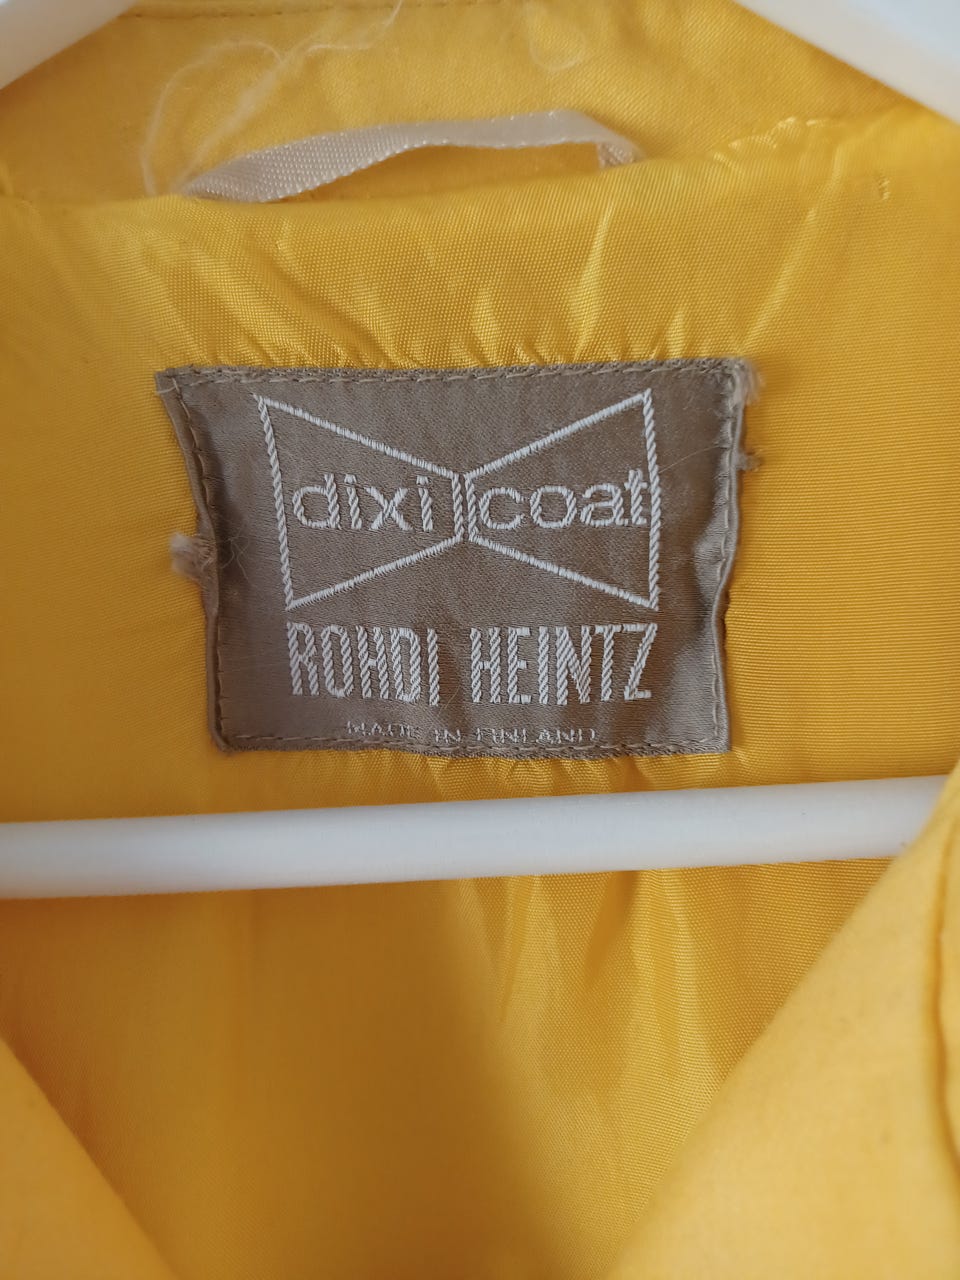 dixi coat
ROHDI HEINTZ
MADE IN FINLAND